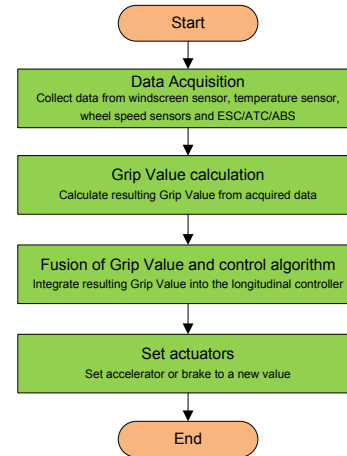 Start
Data Acquisition
Collect data from windscreen sensor, temperature sensor,
wheel speed sensors and ESC/ATC/ABS
Grip Value calculation
Calculate resulting Grip Value from acquired data
Fusion of Grip Value and control algorithm
Integrate resulting Grip Value into the longitudinal controller
Set actuators
Set accelerator or brake to a new value
End